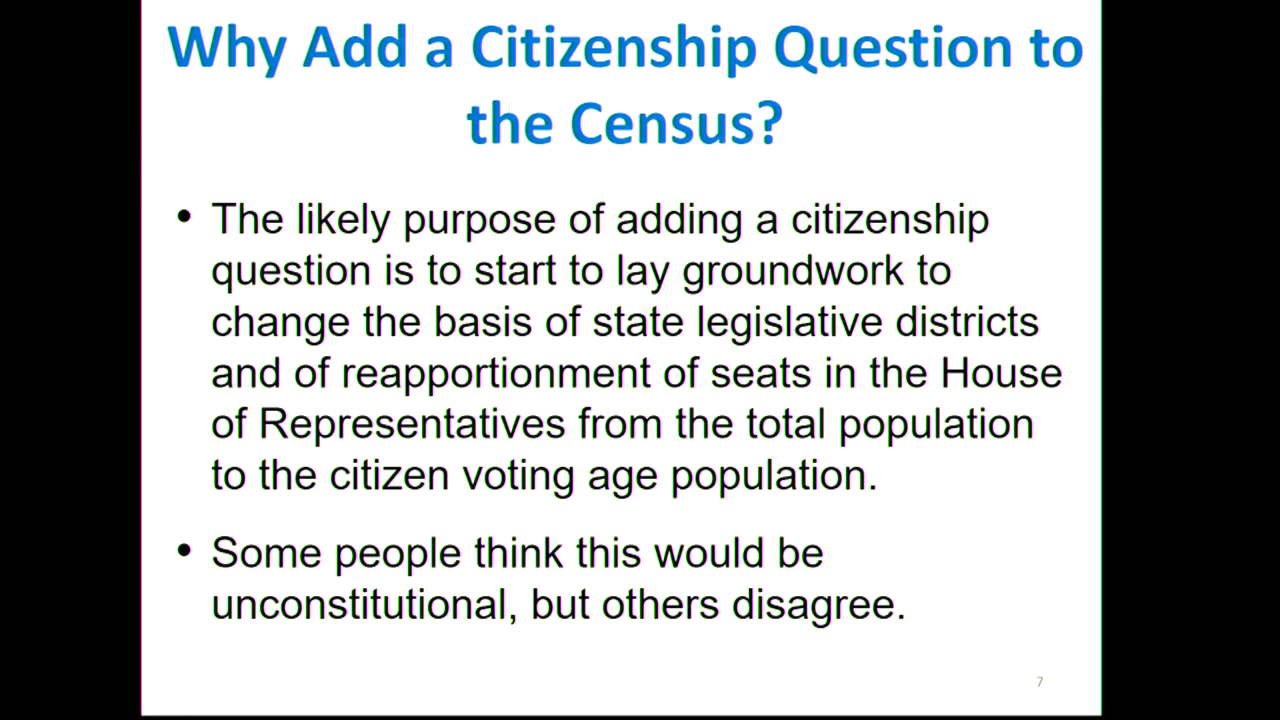 Why Add a Citizenship Question to
the Census?
• The likely purpose of adding a citizenship
question is to start to lay groundwork to
change the basis of state legislative districts
and of reapportionment of seats in the House
of Representatives from the total population
to the citizen voting age population.
• Some people think this would be
unconstitutional, but others disagree.
7